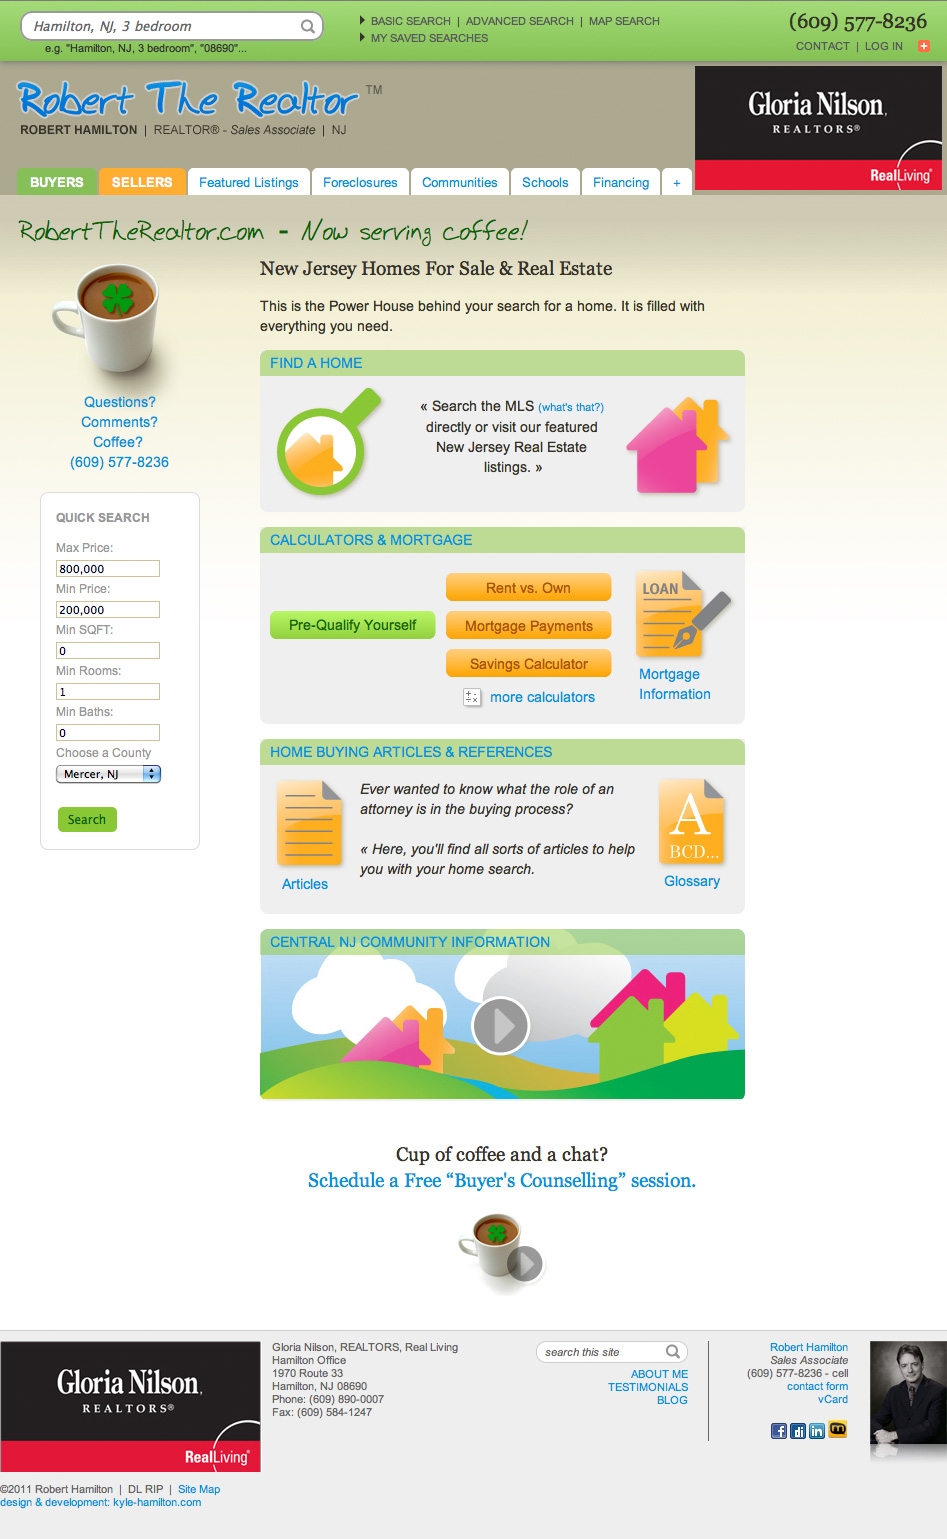 Hamilton, NJ, 3 bedroom
e.g. "Hamilton, NJ, 3 bedroom", "08690"...
BASIC SEARCH | ADVANCED SEARCH | MAP SEARCH
MY SAVED SEARCHES
(609) 577-8236
CONTACT | LOG IN
Robert The Realtor TM
ROBERT HAMILTON | REALTOR® - Sales Associate | NJ
Gloria Nilson,
REALTORS®
RealLiving®
BUYERS SELLERS Featured Listings Foreclosures Communities Schools Financing +
RobertTheRealtor.com - Now serving coffee!
Questions?
Comments?
Coffee?
(609) 577-8236
QUICK SEARCH
Max Price:
800,000
Min Price:
200,000
Min SQFT:
0
Min Rooms:
1
Min Baths:
0
Choose a County
Mercer, NJ
Search
New Jersey Homes For Sale & Real Estate
This is the Power House behind your search for a home. It is filled with
everything you need.
FIND A HOME
« Search the MLS (what's that?)
directly or visit our featured
New Jersey Real Estate
listings. »
CALCULATORS & MORTGAGE
Pre-Qualify Yourself
Rent vs. Own
Mortgage Payments
Savings Calculator
more calculators
LOAN
Mortgage
Information
HOME BUYING ARTICLES & REFERENCES
Articles
Ever wanted to know what the role of an
attorney is in the buying process?
« Here, you'll find all sorts of articles to help
you with your home search.
A
BCD...
Glossary
CENTRAL NJ COMMUNITY INFORMATION
Cup of coffee and a chat?
Schedule a Free “Buyer's Counselling” session.
Gloria Nilson,
REALTORS®
RealLiving®
Gloria Nilson, REALTORS, Real Living
Hamilton Office
1970 Route 33
Hamilton, NJ 08690
Phone: (609) 890-0007
Fax: (609) 584-1247
search this site
ABOUT ME
TESTIMONIALS
BLOG
Robert Hamilton
Sales Associate
(609) 577-8236 - cell
contact form
vCard
©2011 Robert Hamilton | DL RIP | Site Map
design & development: kyle-hamilton.com